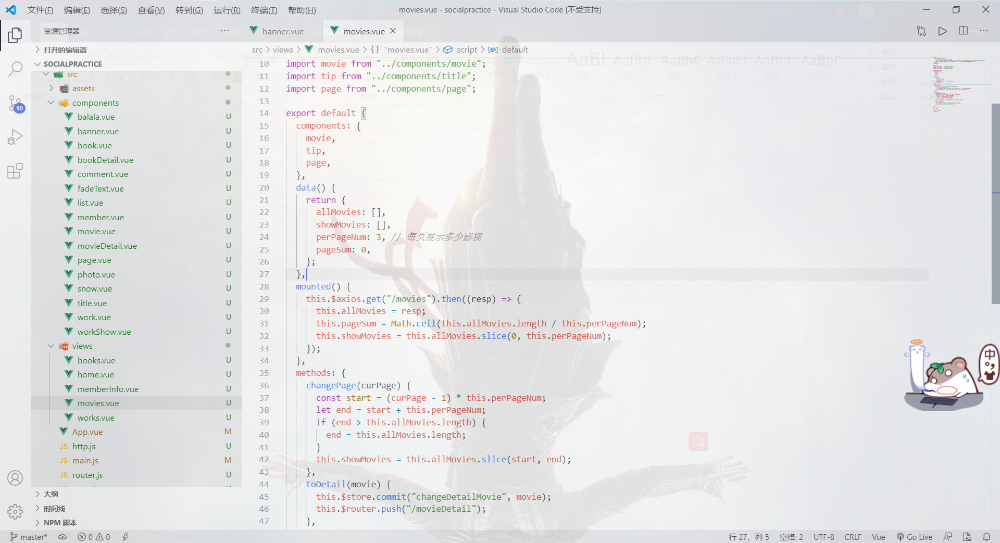 文件(F) 编辑(E) 选择(S) 查看(V) 转到(G) 运行(R) 终端(T) 帮助(H)
movies.vue - socialpractice - Visual Studio Code [不受支持]
资源管理器
banner.vue
movies.vue
打开的编辑器
src > views > movies.vue > {} "movies.vue" > script > default
SOCIALPRACTICE
src
assets
components
balala.vue U
banner.vue U
book.vue U
bookDetail.vue U
comment.vue U
fadeText.vue U
list.vue U
member.vue U
movie.vue U
movieDetail.vue U
page.vue U
photo.vue U
snow.vue U
title.vue U
work.vue U
workShow.vue U
views
books.vue U
home.vue U
memberInfo.vue U
movies.vue U
works.vue U
App.vue M
JS http.js U
JS main.js M
JS router.js U
大纲
时间线
NPM 脚本
90
10 import movie from "../components/movie";
11 import tip from "../components/title";
12 import page from "../components/page";
13
14 export default {
15 components: {
16 movie,
17 tip,
18 page,
19 },
20 data() {
21 return {
22 allMovies: [],
23 showMovies: [],
24 perPageNum: 3, // 每页展示多少影视
25 pageSum: 0,
26 };
27 },
28 mounted() {
29 this.$axios.get("/movies").then((resp) => {
30 this.allMovies = resp;
31 this.pageSum = Math.ceil(this.allMovies.length / this.perPageNum);
32 this.showMovies = this.allMovies.slice(0, this.perPageNum);
33 });
34 },
35 methods: {
36 changePage(curPage) {
37 const start = (curPage - 1) * this.perPageNum;
38 let end = start + this.perPageNum;
39 if (end > this.allMovies.length) {
40 end = this.allMovies.length;
41 }
42 this.showMovies = this.allMovies.slice(start, end);
43 },
44 toDetail(movie) {
45 this.$store.commit("changeDetailMovie", movie);
46 this.$router.push("/movieDetail");
47 },
中
master* 0 0
行 27，列 5 空格: 2 UTF-8 CRLF Vue Go Live